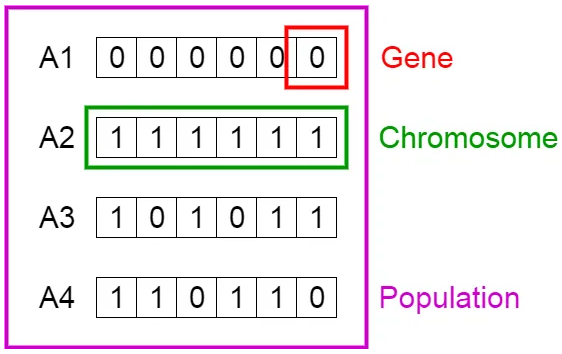 A1 0 0 0 0 0 0 Gene
A2 1 1 1 1 1 1 Chromosome
A3 1 0 1 0 1 1
A4 1 1 0 1 1 0 Population